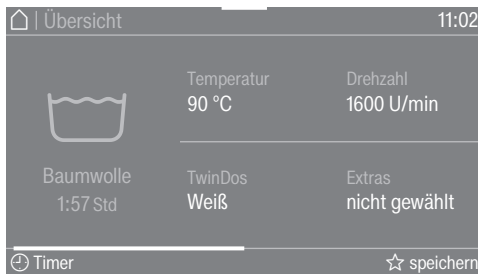 | Übersicht 11:02
Temperatur Drehzahl
90 °C 1600 U/min
Baumwolle
1:57 Std
TwinDos Extras
Weiß nicht gewählt
Timer speichern